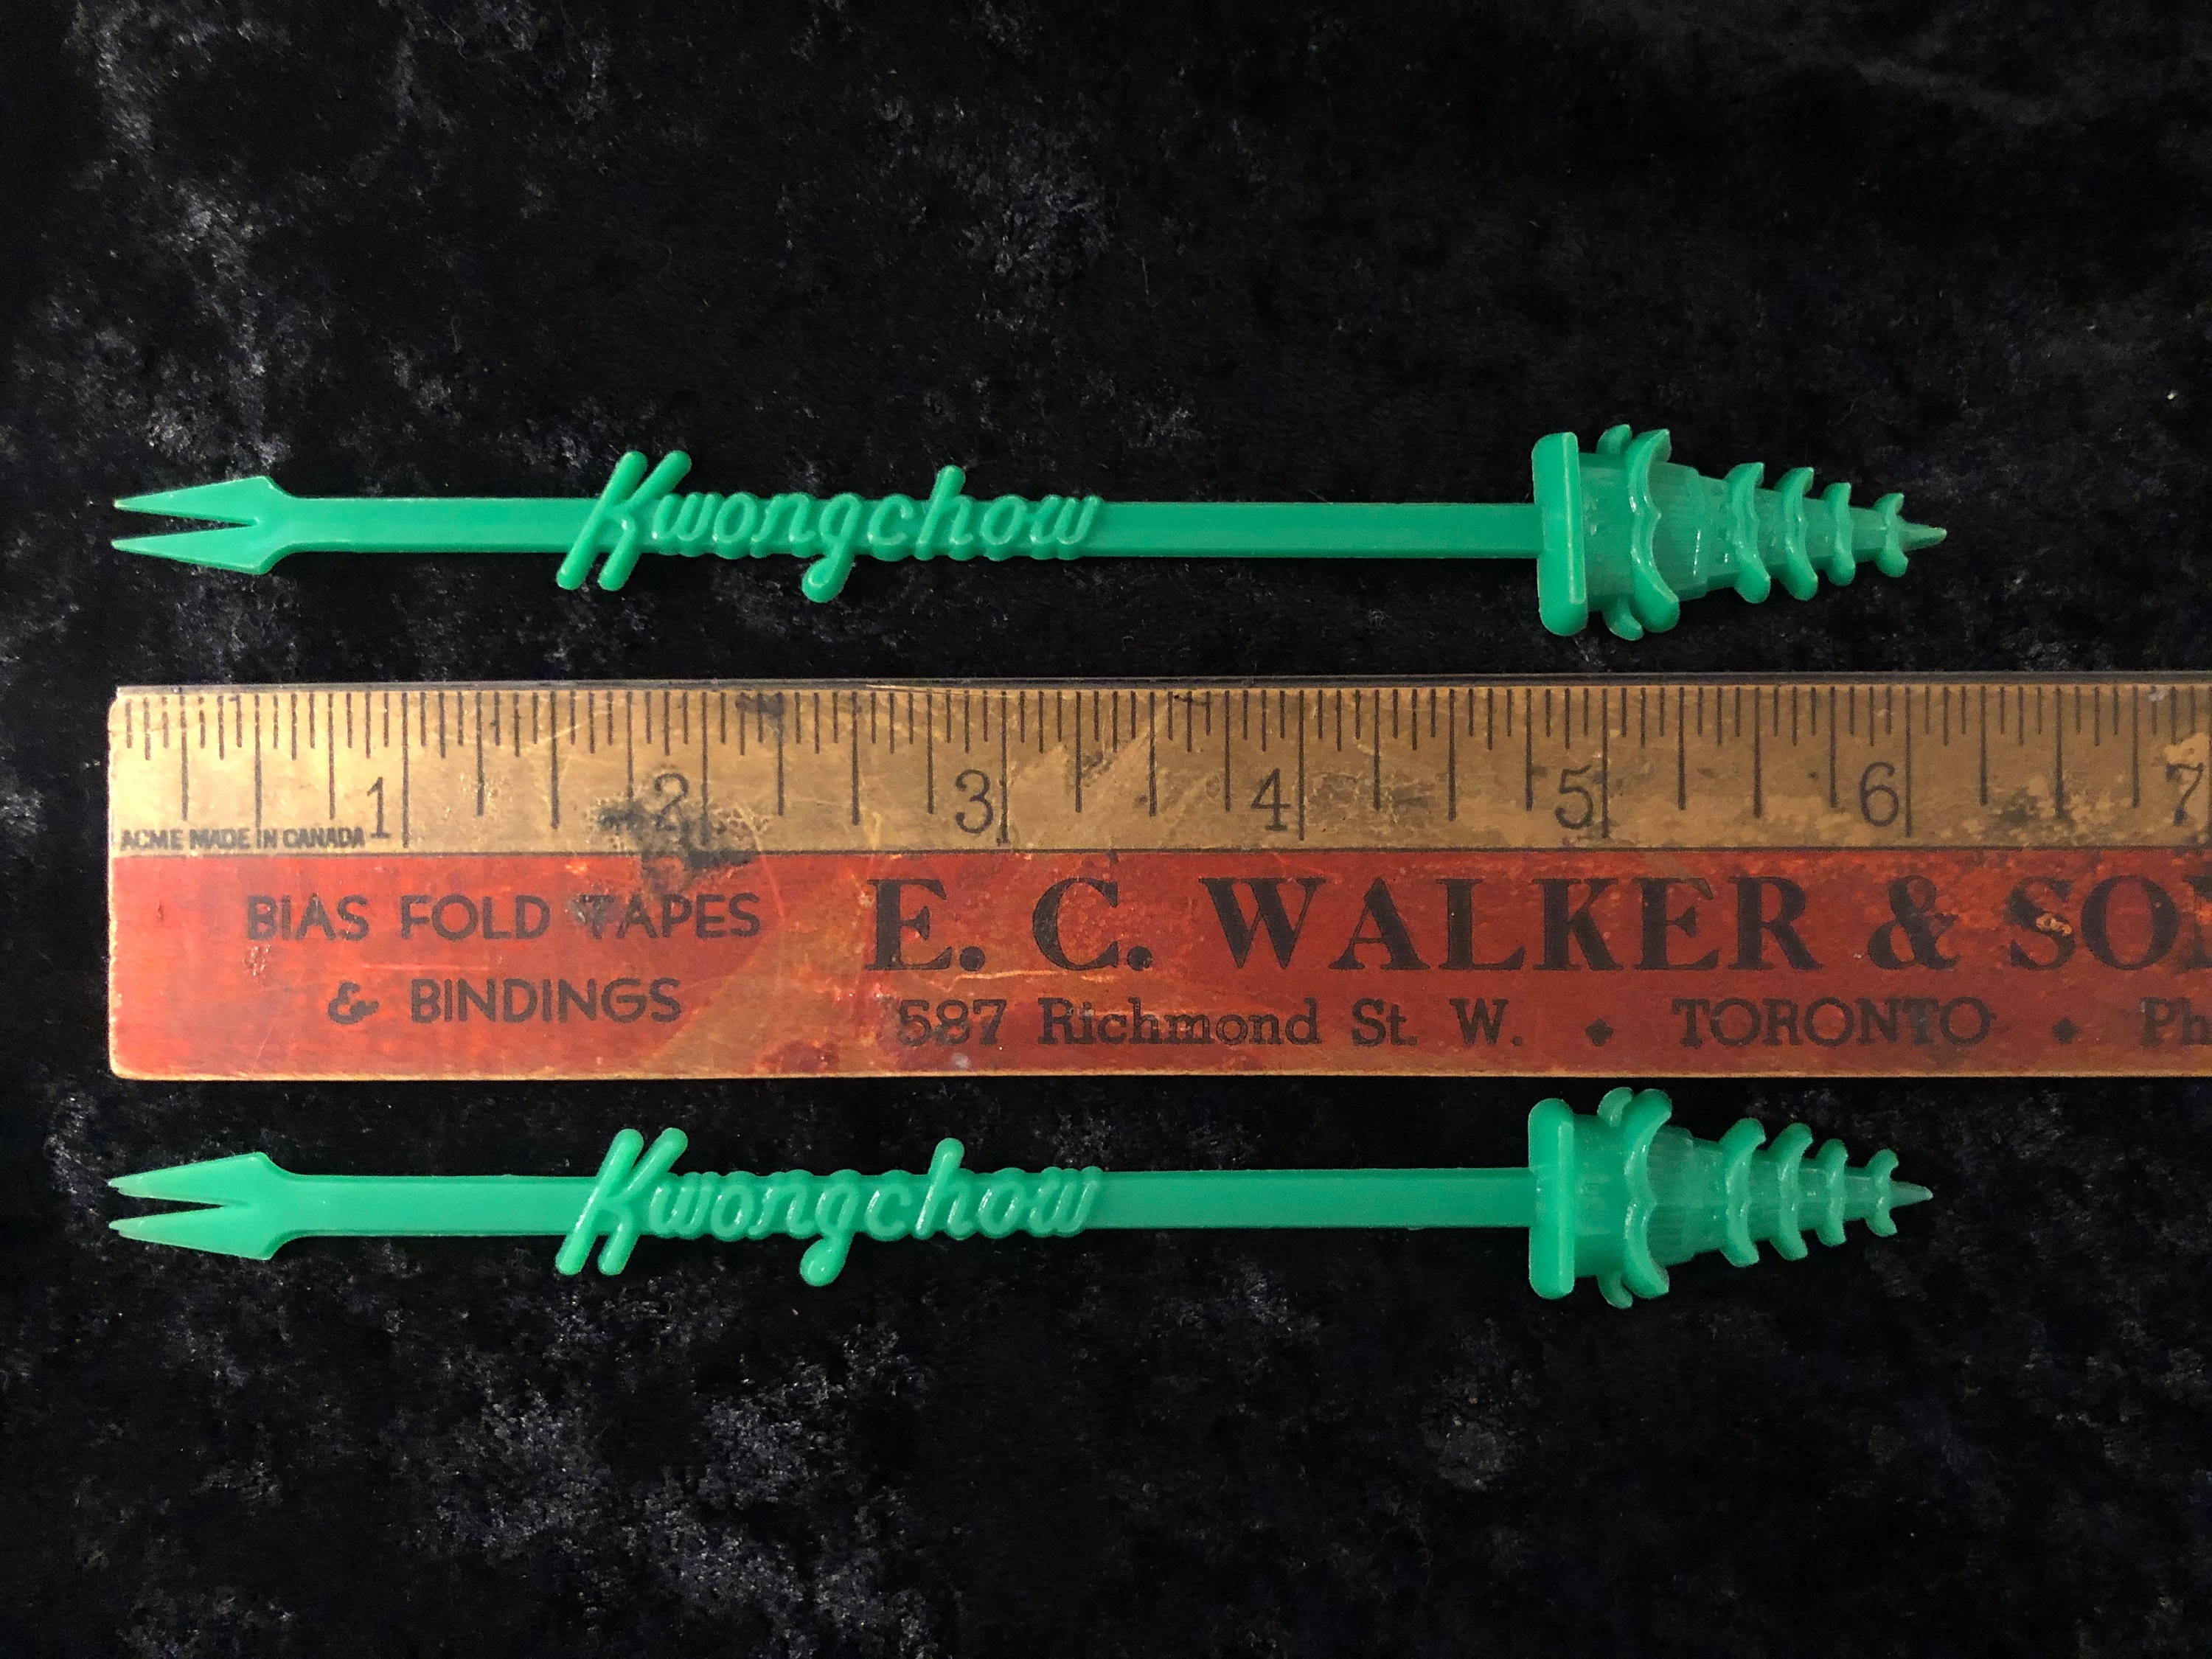 Kwongchow
1 2 3 4 5 6 7
ACME MADE IN CANADA
BIAS FOLD TAPES
& BINDINGS
E. C. WALKER & SO
587 Richmond St. W. • TORONTO • Ph
Kwongchow